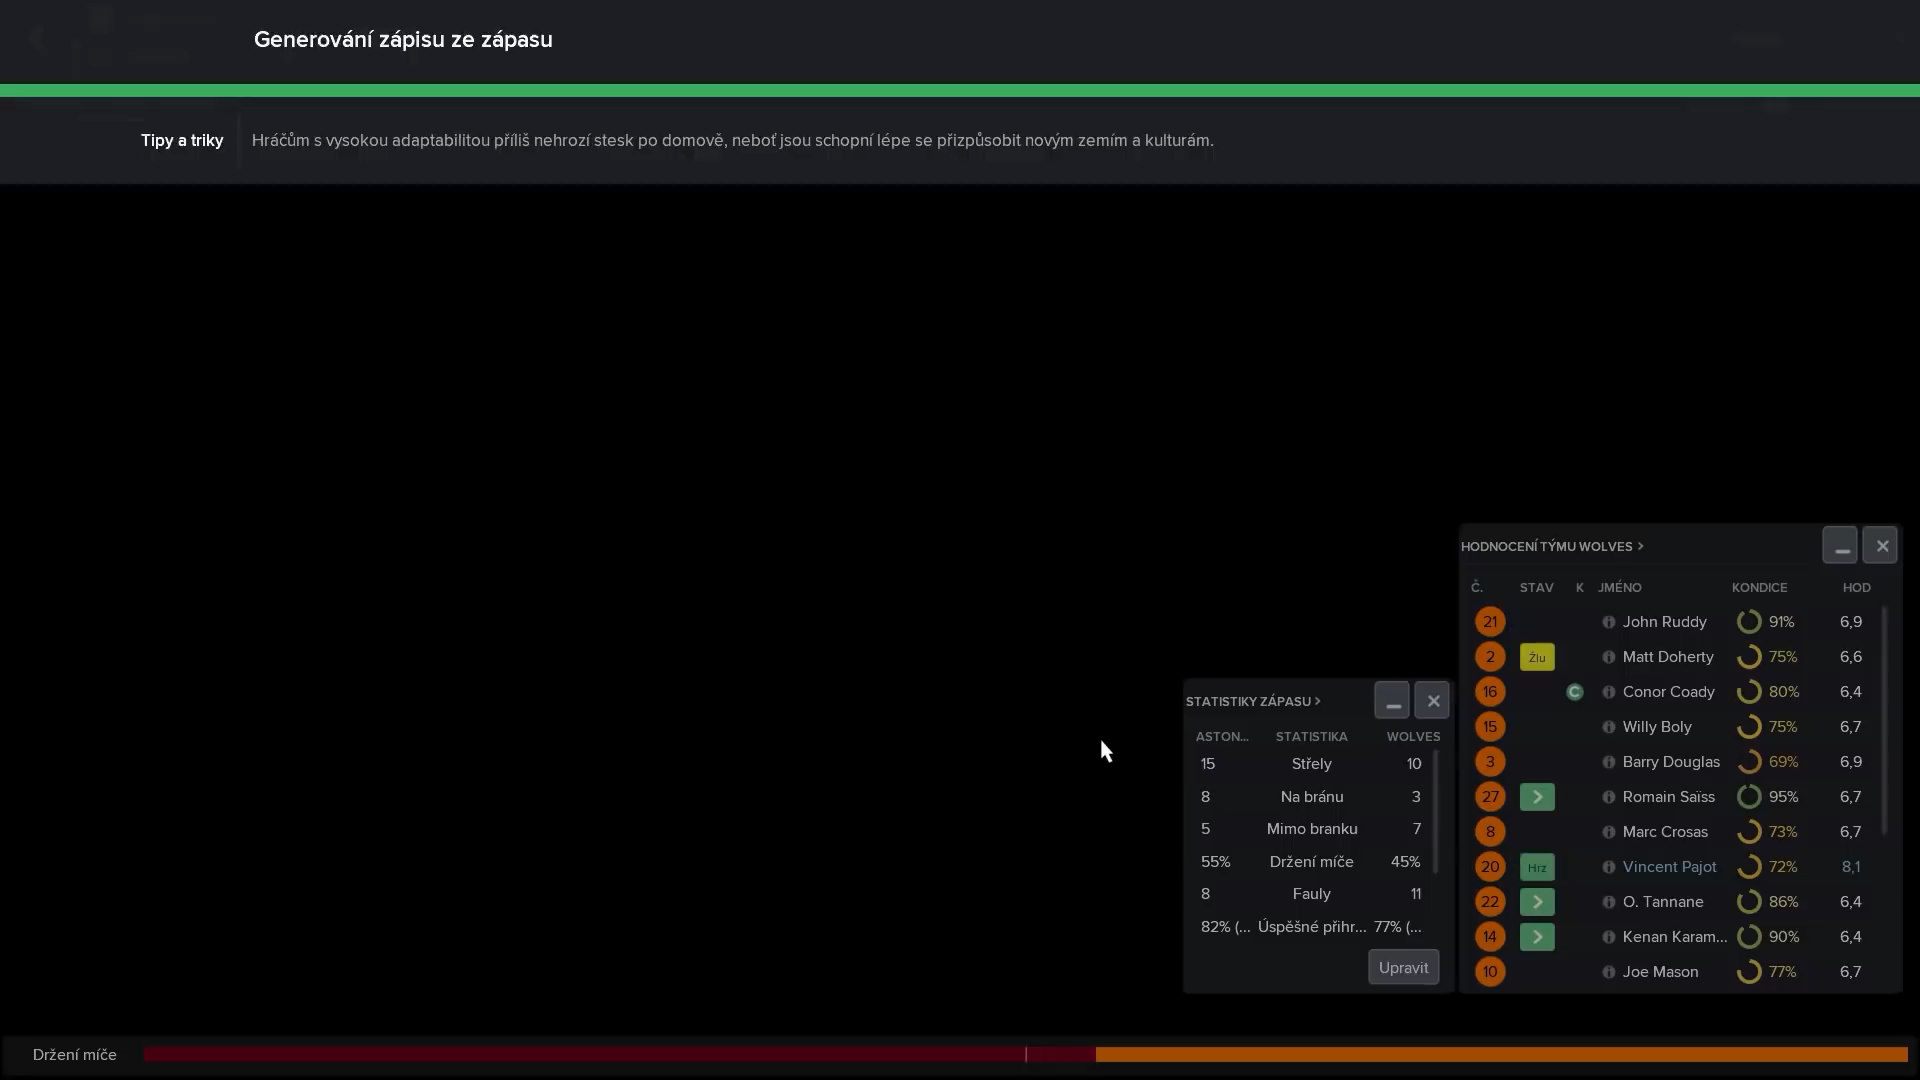 Generování zápisu ze zápasu
Tipy a triky Hráčům s vysokou adaptabilitou příliš nehrozí stesk po domově, neboť jsou schopní lépe se přizpůsobit novým zemím a kulturám.
HODNOCENÍ TÝMU WOLVES >
Č. STAV K JMÉNO KONDICE HOD
21 John Ruddy 91% 6,9
2 Žlu Matt Doherty 75% 6,6
16 C Conor Coady 80% 6,4
15 Willy Boly 75% 6,7
3 Barry Douglas 69% 6,9
27 Romain Saïss 95% 6,7
8 Marc Crosas 73% 6,7
20 Hrz Vincent Pajot 72% 8,1
22 O. Tannane 86% 6,4
14 Kenan Karam... 90% 6,4
10 Joe Mason 77% 6,7
STATISTIKY ZÁPASU >
ASTON... STATISTIKA WOLVES
15 Střely 10
8 Na bránu 3
5 Mimo branku 7
55% Držení míče 45%
8 Fauly 11
82% (... Úspěšné přihr... 77% (...
Upravit
Držení míče